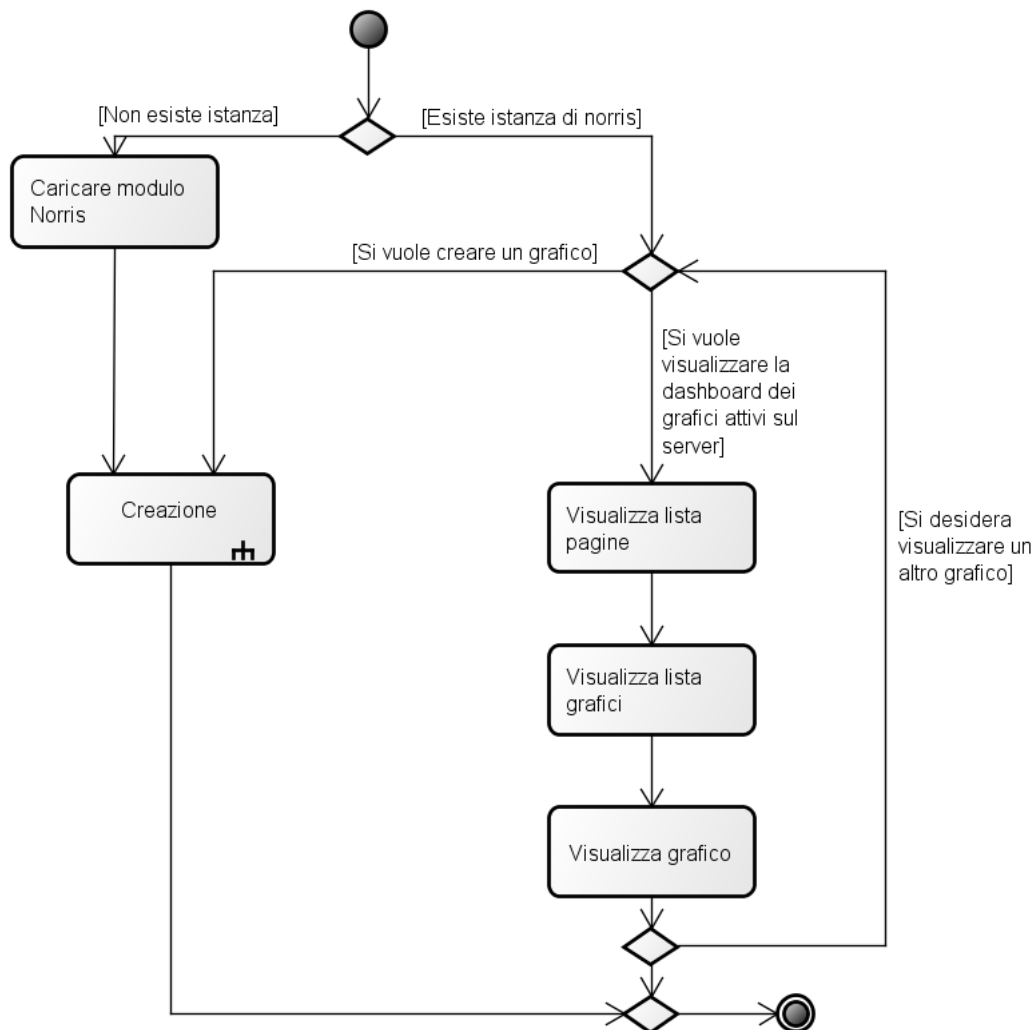 [Non esiste istanza]
[Esiste istanza di norris]
Caricare modulo
Norris
[Si vuole creare un grafico]
[Si vuole
visualizzare la
dashboard dei
grafici attivi sul
server]
Creazione
Visualizza lista
pagine
[Si desidera
visualizzare un
altro grafico]
Visualizza lista
grafici
Visualizza grafico